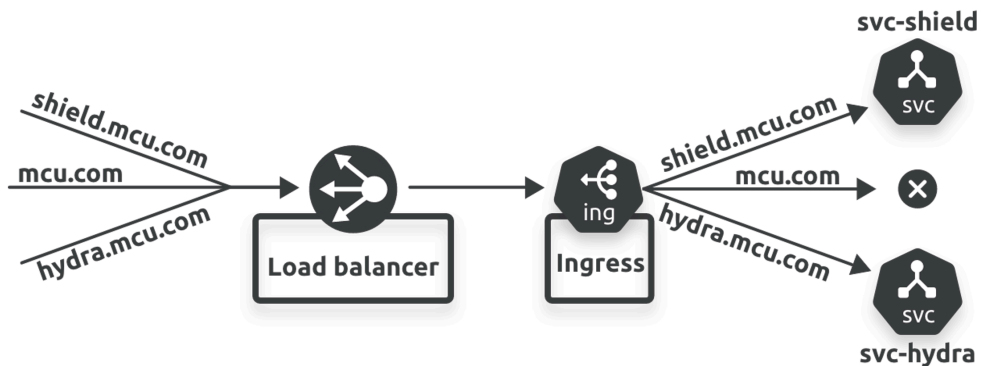 svc-shield
svc
shield.mcu.com
mcu.com
hydra.mcu.com
Load balancer
ing
Ingress
shield.mcu.com
mcu.com
hydra.mcu.com
svc
svc-hydra